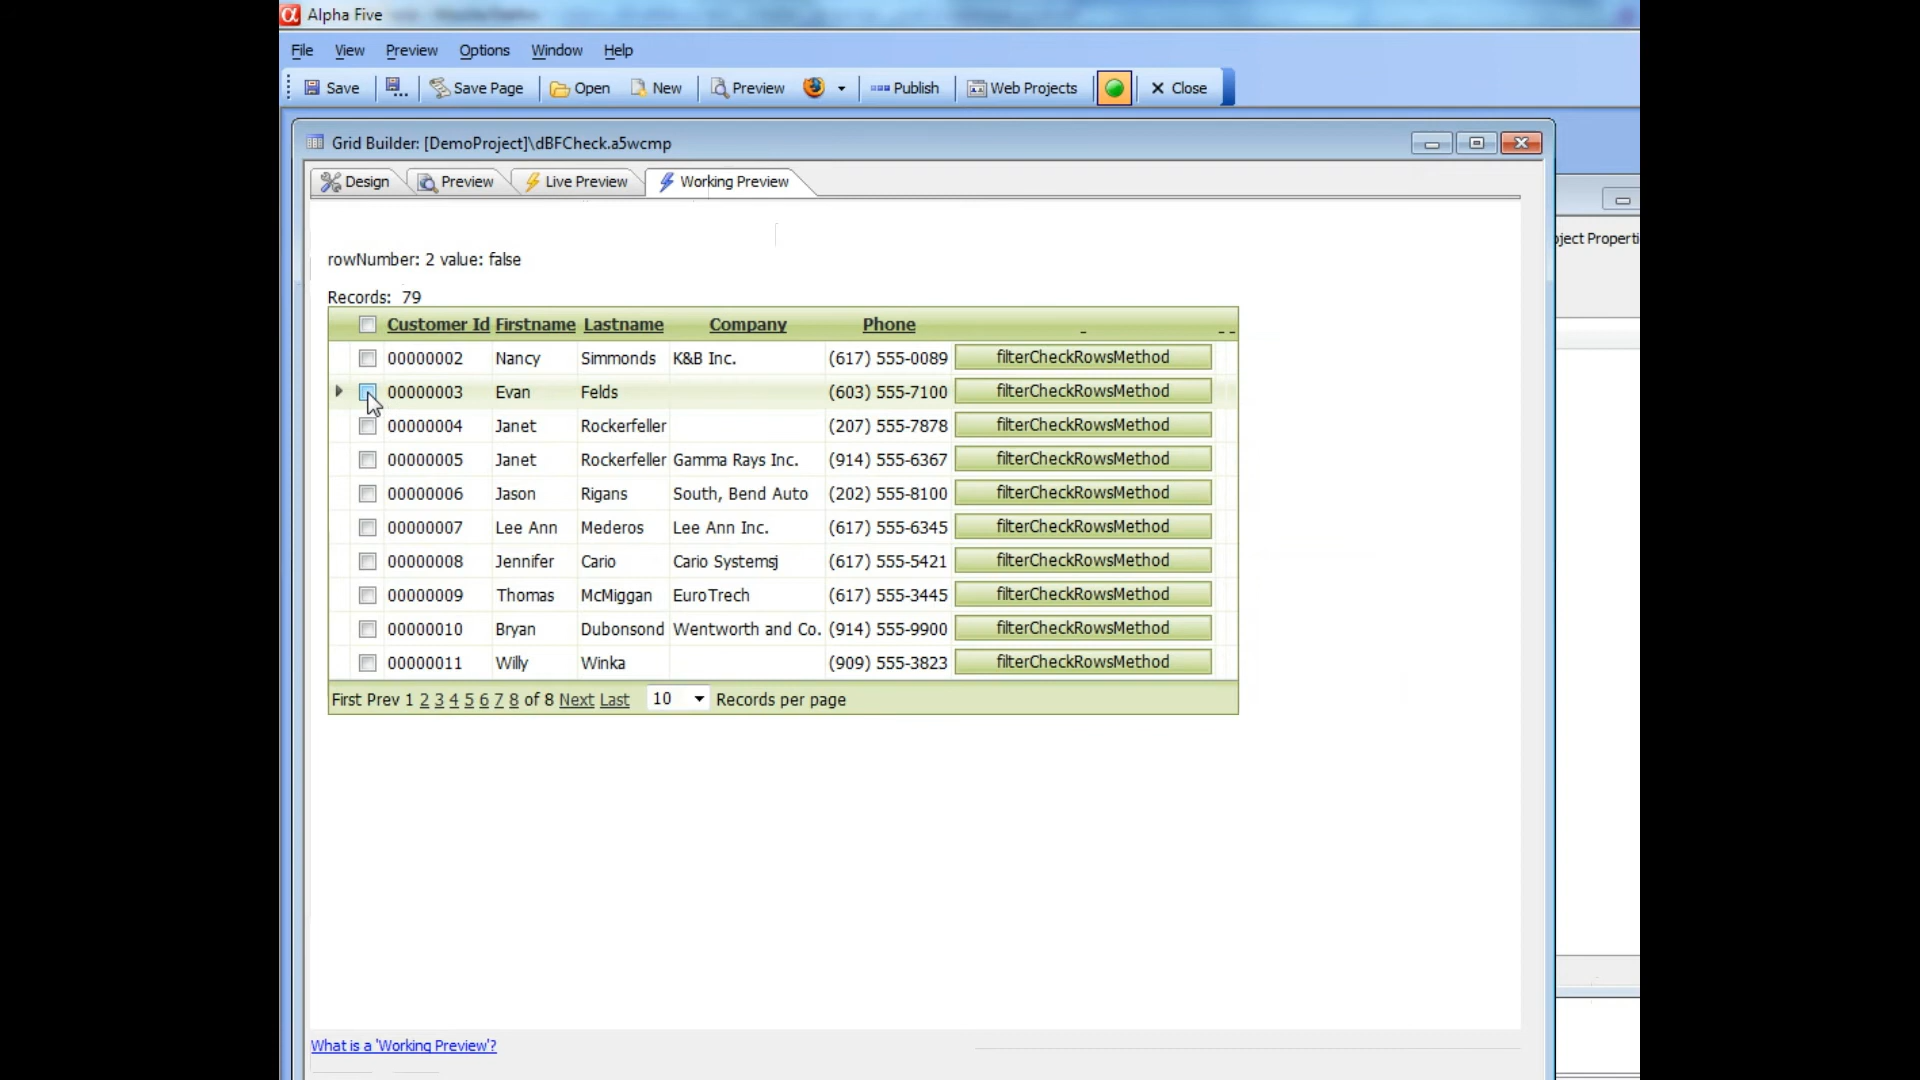 Alpha Five
File View Preview Options Window Help
Save Save Page Open New Preview Publish Web Projects Close
Grid Builder: [DemoProject]\dBFCheck.a5wcmp
Design Preview Live Preview Working Preview
oject Properti
rowNumber: 2 value: false
Records: 79
Customer Id Firstname Lastname Company Phone - - -
00000002 Nancy Simmonds K&B Inc. (617) 555-0089 filterCheckRowsMethod
00000003 Evan Felds (603) 555-7100 filterCheckRowsMethod
00000004 Janet Rockerfeller (207) 555-7878 filterCheckRowsMethod
00000005 Janet Rockerfeller Gamma Rays Inc. (914) 555-6367 filterCheckRowsMethod
00000006 Jason Rigans South, Bend Auto (202) 555-8100 filterCheckRowsMethod
00000007 Lee Ann Mederos Lee Ann Inc. (617) 555-6345 filterCheckRowsMethod
00000008 Jennifer Cario Cario Systemsj (617) 555-5421 filterCheckRowsMethod
00000009 Thomas McMiggan EuroTrech (617) 555-3445 filterCheckRowsMethod
00000010 Bryan Dubonsond Wentworth and Co. (914) 555-9900 filterCheckRowsMethod
00000011 Willy Winka (909) 555-3823 filterCheckRowsMethod
First Prev 1 2 3 4 5 6 7 8 of 8 Next Last 10 Records per page
What is a 'Working Preview'?